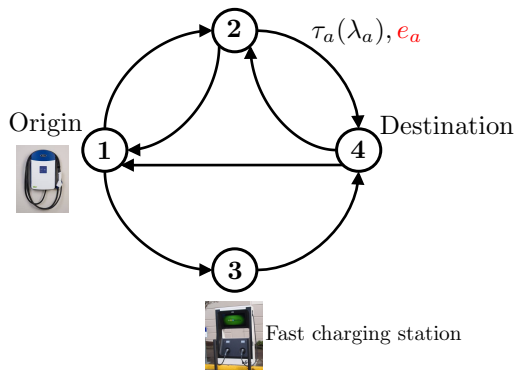 2
τₐ(λₐ), eₐ
Origin
1
4
Destination
3
Fast charging station